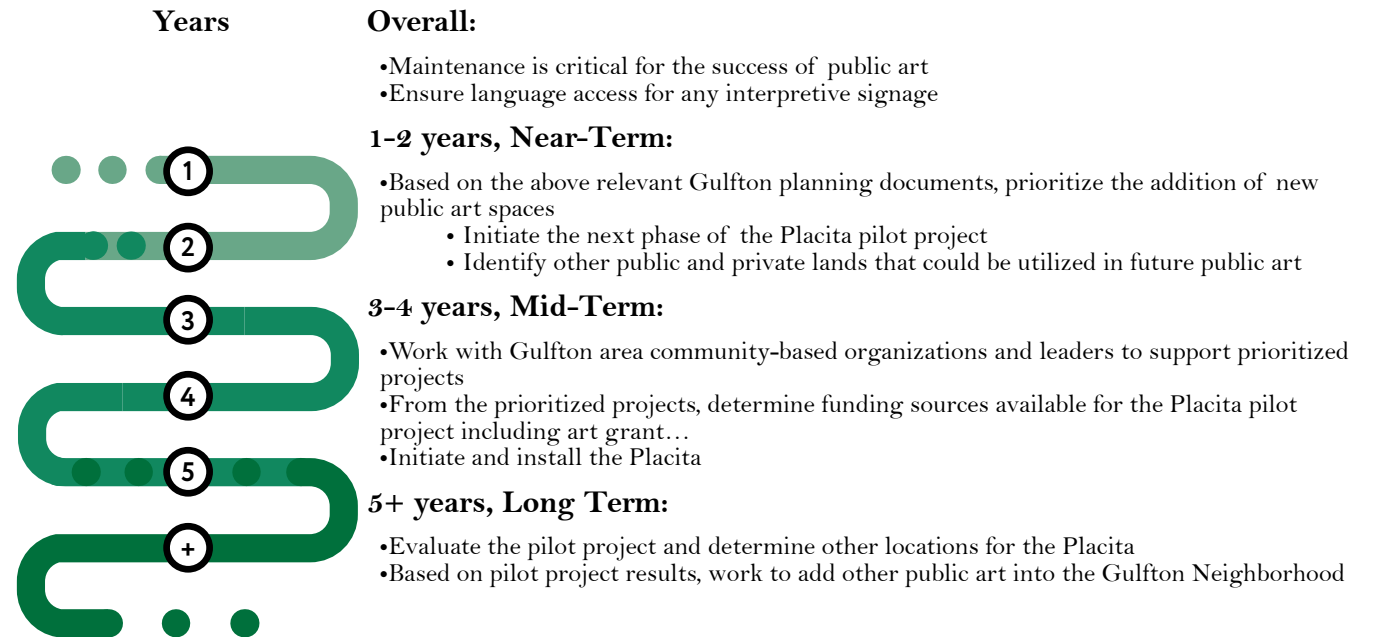 Years
Overall:
•Maintenance is critical for the success of public art
•Ensure language access for any interpretive signage
1-2 years, Near-Term:
•Based on the above relevant Gulfton planning documents, prioritize the addition of new
public art spaces
• Initiate the next phase of the Placita pilot project
• Identify other public and private lands that could be utilized in future public art
3-4 years, Mid-Term:
•Work with Gulfton area community-based organizations and leaders to support prioritized
projects
•From the prioritized projects, determine funding sources available for the Placita pilot
project including art grant…
•Initiate and install the Placita
5+ years, Long Term:
•Evaluate the pilot project and determine other locations for the Placita
•Based on pilot project results, work to add other public art into the Gulfton Neighborhood
1
2
3
4
5
+